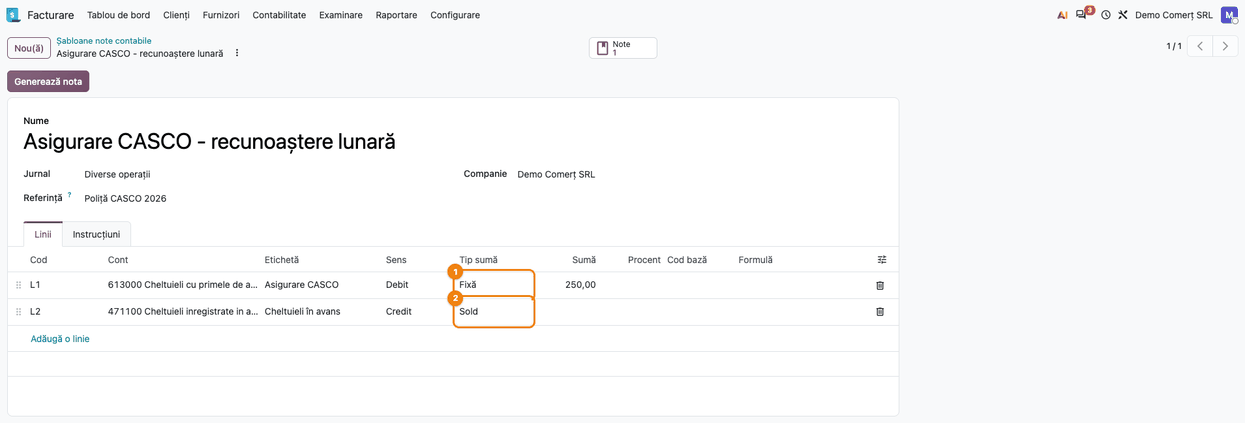 Facturare Tablou de bord Clienți Furnizori Contabilitate Examinare Raportare Configurare AI 3 Demo Comerț SRL M
Nou(ă) Șabloane note contabile
Asigurare CASCO - recunoaștere lunară
Note
1
1 / 1
Generează nota
Nume
Asigurare CASCO - recunoaștere lunară
Jurnal Diverse operații Companie Demo Comerț SRL
Referință ? Poliță CASCO 2026
Linii Instrucțiuni
Cod Cont Etichetă Sens Tip sumă Sumă Procent Cod bază Formulă
1
L1 613000 Cheltuieli cu primele de a... Asigurare CASCO Debit Fixă 250,00
2
L2 471100 Cheltuieli inregistrate in a... Cheltuieli în avans Credit Sold
Adăugă o linie